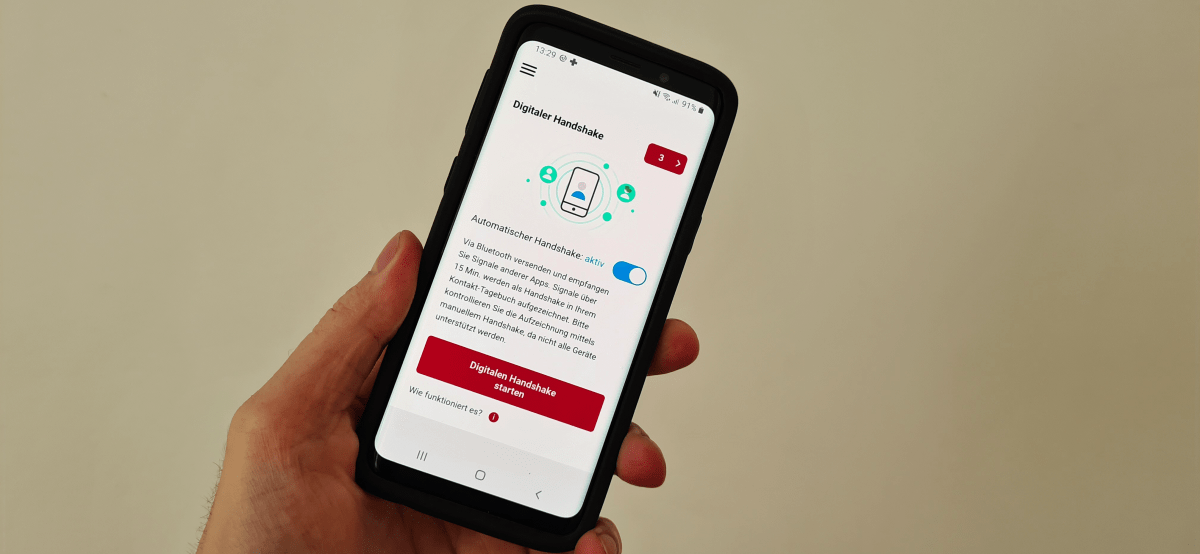 13:29
91%
Digitaler Handshake
3
Automatischer Handshake: aktiv
Via Bluetooth versenden und empfangen
Sie Signale anderer Apps. Signale über
15 Min. werden als Handshake in Ihrem
Kontakt-Tagebuch aufgezeichnet. Bitte
kontrollieren Sie die Aufzeichnung mittels
manuellem Handshake, da nicht alle Geräte
unterstützt werden.
Digitalen Handshake
starten
Wie funktioniert es? i